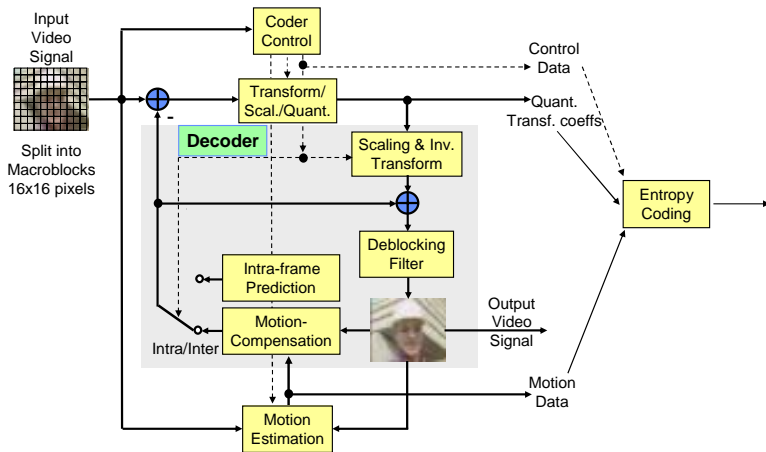 Input
Video
Signal
Split into
Macroblocks
16x16 pixels
Coder
Control
Control
Data
-
Transform/
Scal./Quant.
Quant.
Transf. coeffs
Decoder
Scaling & Inv.
Transform
Entropy
Coding
Deblocking
Filter
Intra-frame
Prediction
Motion-
Compensation
Intra/Inter
Output
Video
Signal
Motion
Data
Motion
Estimation